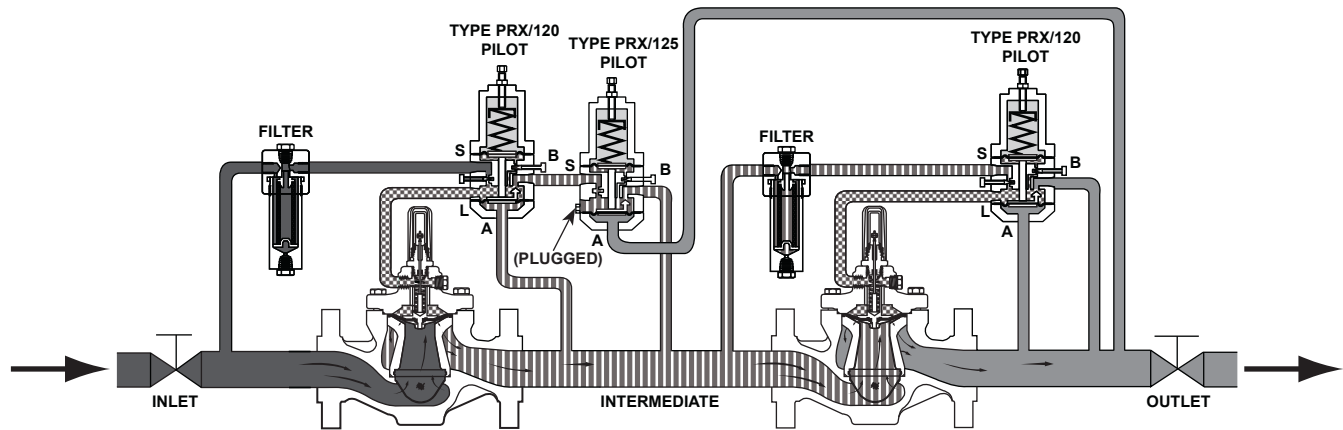 TYPE PRX/120
PILOT
TYPE PRX/125
PILOT
TYPE PRX/120
PILOT
FILTER
FILTER
S
B
S
B
S
B
L
A
A
L
A
(PLUGGED)
INLET
INTERMEDIATE
OUTLET